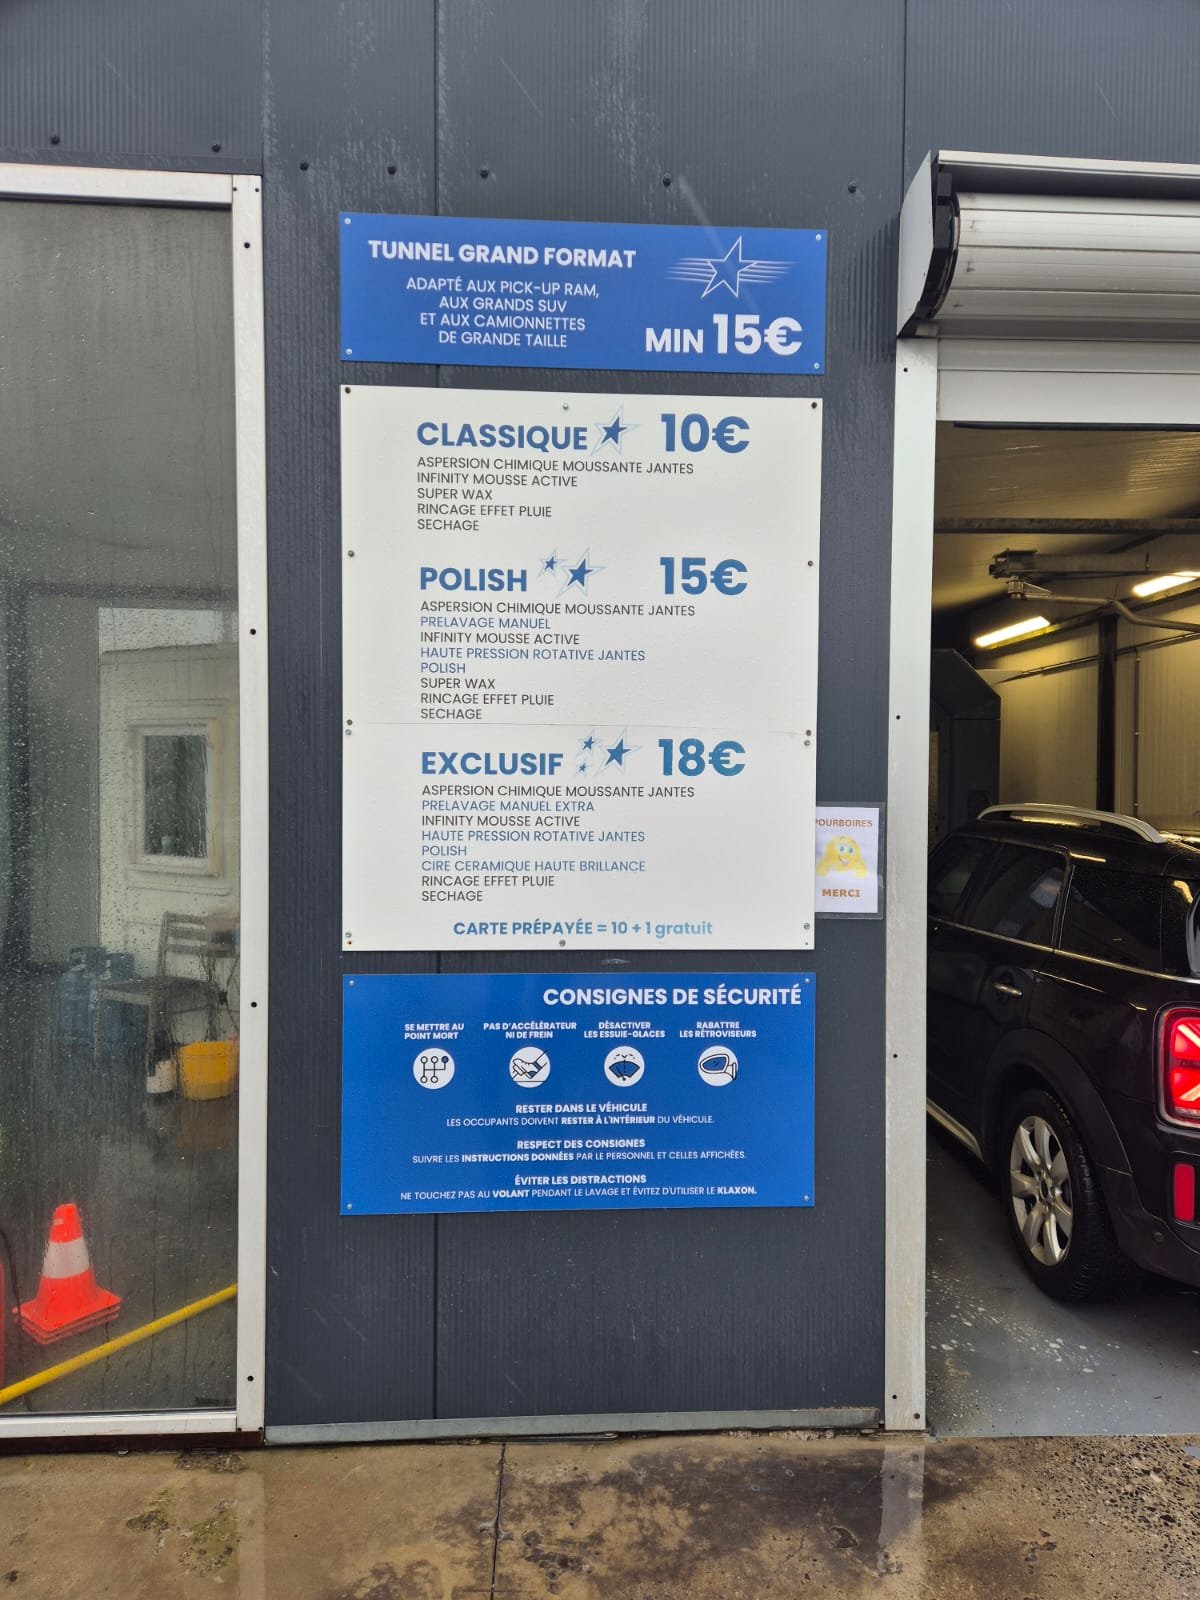 TUNNEL GRAND FORMAT
ADAPTÉ AUX PICK-UP RAM,
AUX GRANDS SUV
ET AUX CAMIONNETTES
DE GRANDE TAILLE
MIN 15€
CLASSIQUE 10€
ASPERSION CHIMIQUE MOUSSANTE JANTES
INFINITY MOUSSE ACTIVE
SUPER WAX
RINCAGE EFFET PLUIE
SECHAGE
POLISH 15€
ASPERSION CHIMIQUE MOUSSANTE JANTES
PRELAVAGE MANUEL
INFINITY MOUSSE ACTIVE
HAUTE PRESSION ROTATIVE JANTES
POLISH
SUPER WAX
RINCAGE EFFET PLUIE
SECHAGE
EXCLUSIF 18€
ASPERSION CHIMIQUE MOUSSANTE JANTES
PRELAVAGE MANUEL EXTRA
INFINITY MOUSSE ACTIVE
HAUTE PRESSION ROTATIVE JANTES
POLISH
CIRE CERAMIQUE HAUTE BRILLANCE
RINCAGE EFFET PLUIE
SECHAGE
CARTE PRÉPAYÉE = 10 + 1 gratuit
POURBOIRES
MERCI
CONSIGNES DE SÉCURITÉ
SE METTRE AU
POINT MORT
PAS D'ACCÉLÉRATEUR
NI DE FREIN
DÉSACTIVER
LES ESSUIE-GLACES
RABATTRE
LES RÉTROVISEURS
RESTER DANS LE VÉHICULE
LES OCCUPANTS DOIVENT RESTER À L'INTÉRIEUR DU VÉHICULE.
RESPECT DES CONSIGNES
SUIVRE LES INSTRUCTIONS DONNÉES PAR LE PERSONNEL ET CELLES AFFICHÉES.
ÉVITER LES DISTRACTIONS
NE TOUCHEZ PAS AU VOLANT PENDANT LE LAVAGE ET ÉVITEZ D'UTILISER LE KLAXON.